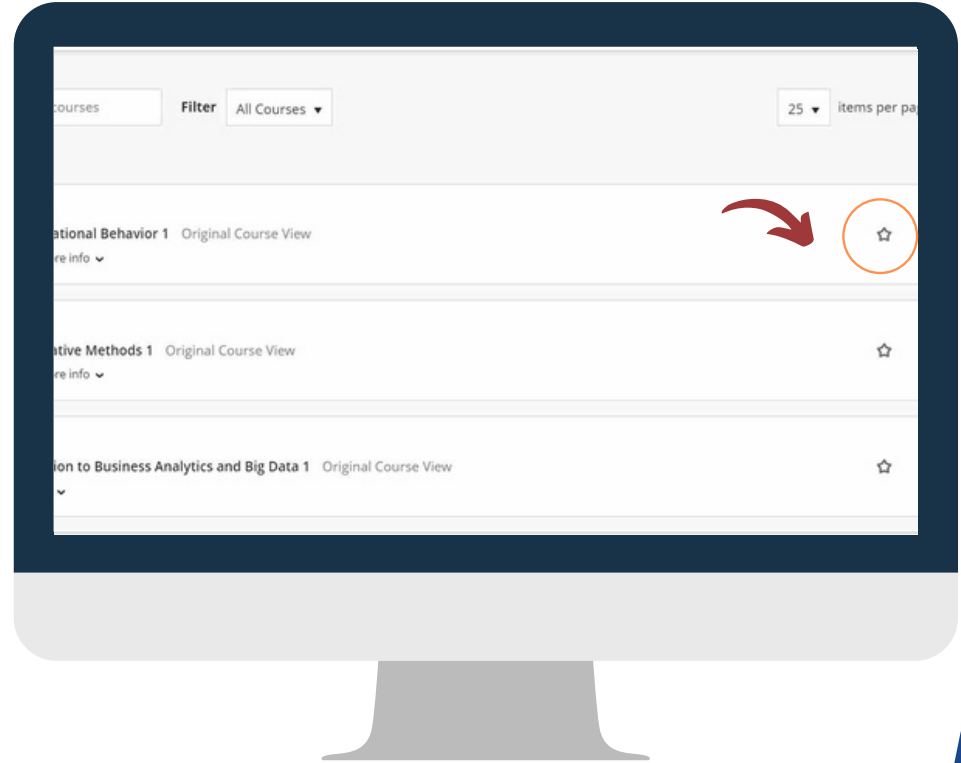 courses Filter All Courses 25 items per pa
ational Behavior 1 Original Course View
re info
ative Methods 1 Original Course View
re info
ion to Business Analytics and Big Data 1 Original Course View